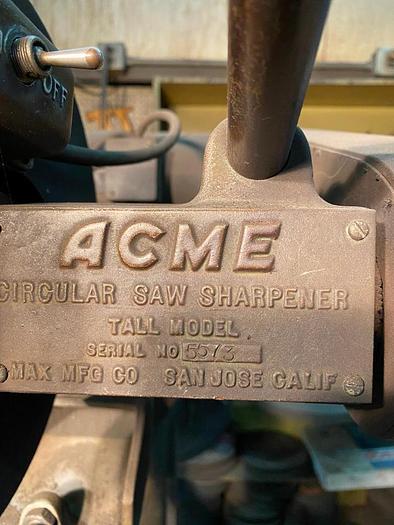 OFF
ACME
CIRCULAR SAW SHARPENER
TALL MODEL
SERIAL NO 5573
MAX MFG CO SAN JOSE CALIF